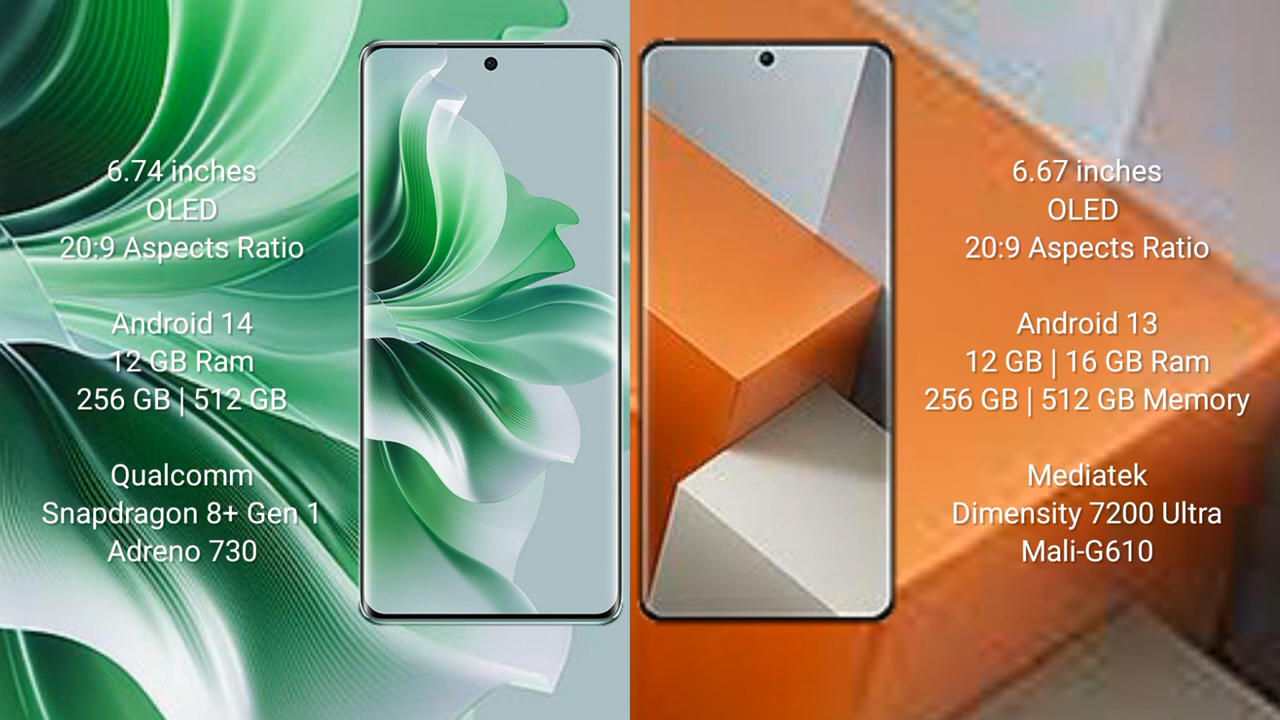 6.74 inches
OLED
20:9 Aspects Ratio
Android 14
12 GB Ram
256 GB | 512 GB
Qualcomm
Snapdragon 8+ Gen 1
Adreno 730
6.67 inches
OLED
20:9 Aspects Ratio
Android 13
12 GB | 16 GB Ram
256 GB | 512 GB Memory
Mediatek
Dimensity 7200 Ultra
Mali-G610